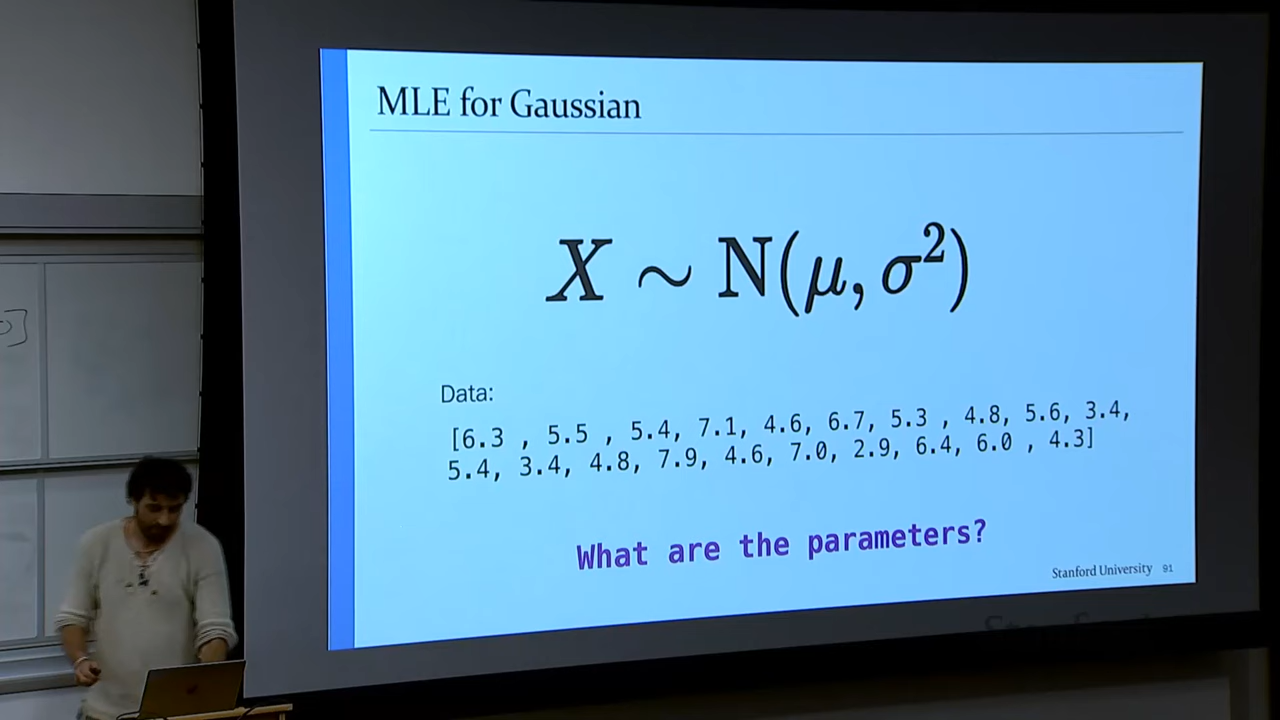 MLE for Gaussian
X ~ N(μ, σ²)
Data:
[6.3 , 5.5 , 5.4, 7.1, 4.6, 6.7, 5.3 , 4.8, 5.6, 3.4,
5.4, 3.4, 4.8, 7.9, 4.6, 7.0, 2.9, 6.4, 6.0 , 4.3]
What are the parameters?
Stanford University 91